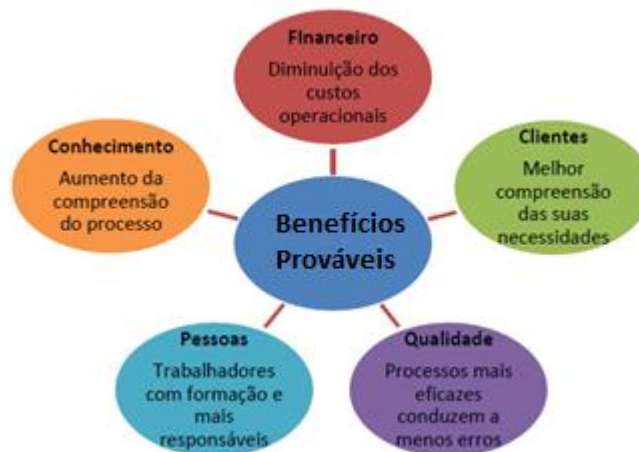 Financeiro
Diminuição dos
custos
operacionais
Conhecimento
Aumento da
compreensão
do processo
Clientes
Melhor
compreensão
das suas
necessidades
Benefícios
Prováveis
Pessoas
Trabalhadores
com formação e
mais
responsáveis
Qualidade
Processos mais
eficazes
conduzem a
menos erros